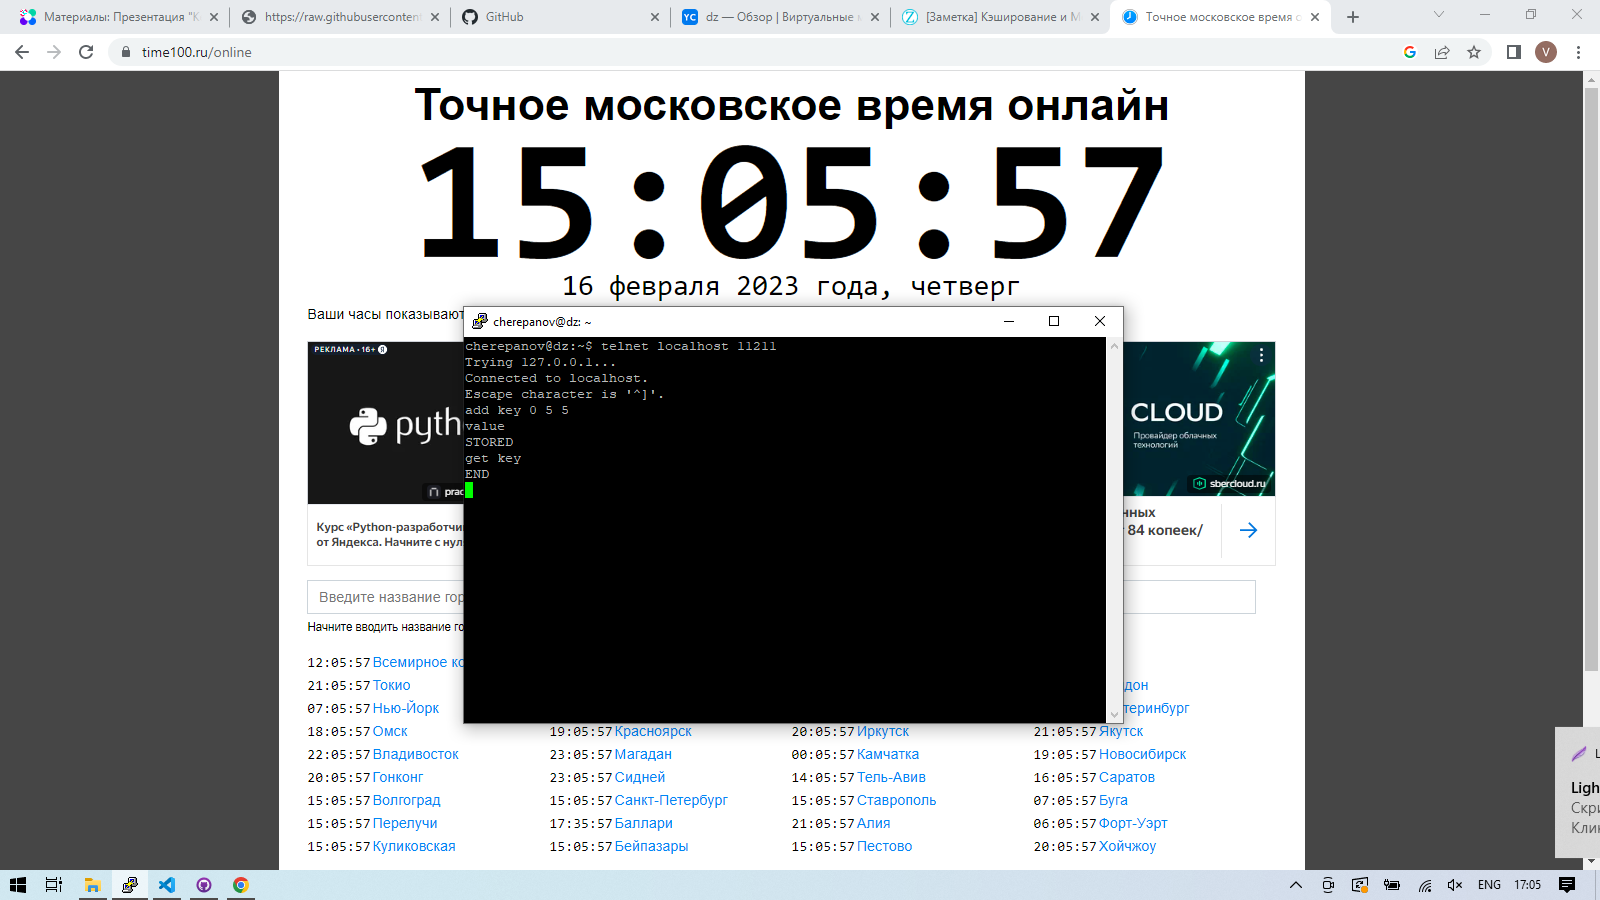 Материалы: Презентация "К
https://raw.githubusercontent
GitHub
dz — Обзор | Виртуальные
[Заметка] Кэширование и M
Точное московское время о
time100.ru/online
V
Точное московское время онлайн
15:05:57
16 февраля 2023 года, четверг
Ваши часы показывают
cherepanov@dz: ~
cherepanov@dz:~$ telnet localhost 11211
Trying 127.0.0.1...
Connected to localhost.
Escape character is '^]'.
add key 0 5 5
value
STORED
get key
END
РЕКЛАМА • 16+
pyth
prac
Курс «Python-разработчи
от Яндекса. Начните с нул
CLOUD
Провайдер облачных
технологий
sbercloud.ru
нных
84 копеек/
Введите название гор
Начните вводить название го
12:05:57 Всемирное ко
21:05:57 Токио
дон
07:05:57 Нью-Йорк
теринбург
18:05:57 Омск 19:05:57 Красноярск 20:05:57 Иркутск 21:05:57 Якутск
22:05:57 Владивосток 23:05:57 Магадан 00:05:57 Камчатка 19:05:57 Новосибирск
20:05:57 Гонконг 23:05:57 Сидней 14:05:57 Тель-Авив 16:05:57 Саратов
15:05:57 Волгоград 15:05:57 Санкт-Петербург 15:05:57 Ставрополь 07:05:57 Буга
15:05:57 Перелучи 17:35:57 Баллари 21:05:57 Алия 06:05:57 Форт-Уэрт
15:05:57 Куликовская 15:05:57 Бейпазары 15:05:57 Пестово 20:05:57 Хойчжоу
L
Ligh
Скри
Клик
ENG 17:05